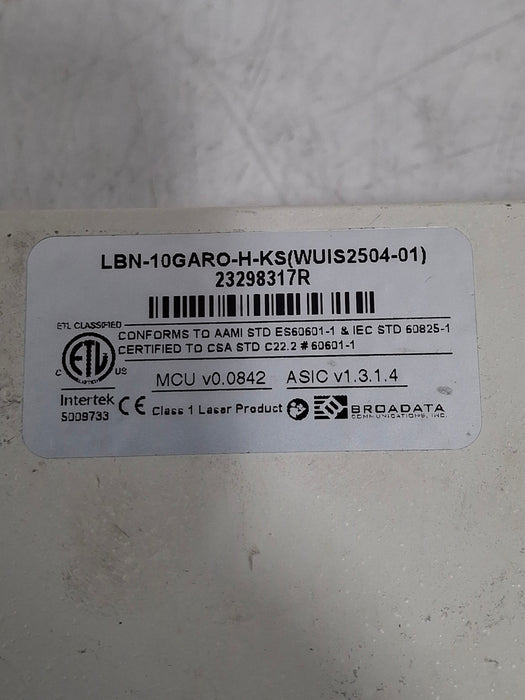 LBN-10GARO-H-KS(WUIS2504-01)
23298317R
ETL CLASSIFIED
CONFORMS TO AAMI STD ES60601-1 & IEC STD 60825-1
CERTIFIED TO CSA STD C22.2 # 60601-1
C ETL US
MCU v0.0842 ASIC v1.3.1.4
Intertek
5009733
CE Class 1 Laser Product
BROADATA
COMMUNICATIONS, INC.